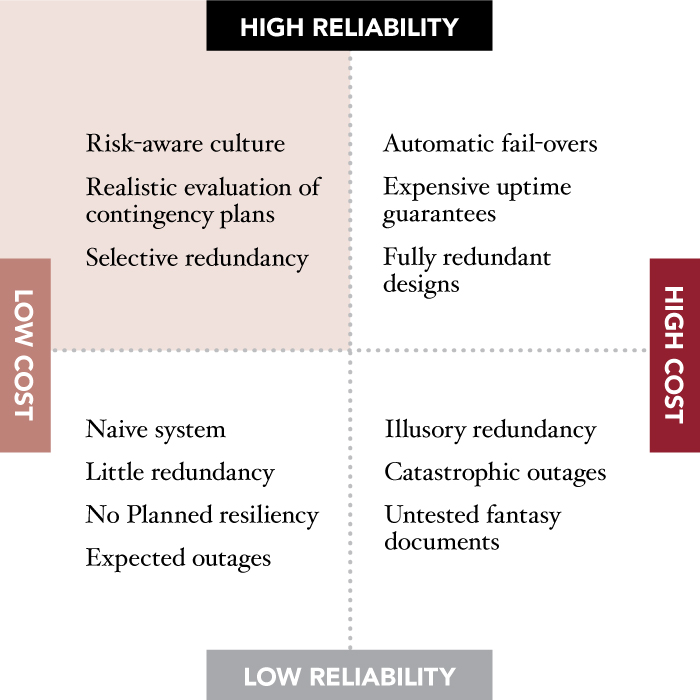 HIGH RELIABILITY
Risk-aware culture
Realistic evaluation of
contingency plans
Selective redundancy
Automatic fail-overs
Expensive uptime
guarantees
Fully redundant
designs
LOW COST
HIGH COST
Naive system
Little redundancy
No Planned resiliency
Expected outages
Illusory redundancy
Catastrophic outages
Untested fantasy
documents
LOW RELIABILITY